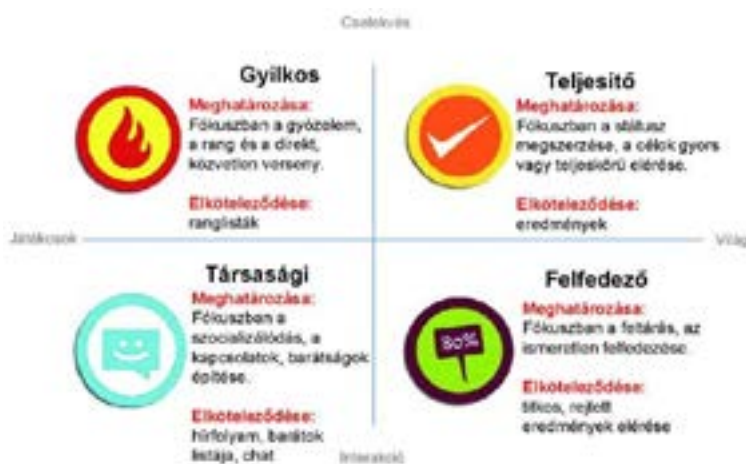 Cselekvés
Gyilkos
Meghatározása:
Fókuszban a győzelem,
a rang és a direkt,
közvetlen verseny.
Elköteleződése:
ranglisták
Teljesítő
Meghatározása:
Fókuszban a státusz
megszerzése, a célok gyors
vagy teljeskörű elérése.
Elköteleződése:
eredmények
Játékosok
Világ
Társasági
Meghatározása:
Fókuszban a
szocializálódás, a
kapcsolatok, barátságok
építése.
Elköteleződése:
hírfolyam, barátok
listája, chat
Felfedező
Meghatározása:
Fókuszban a feltárás, az
ismeretlen felfedezése.
80%
Elköteleződése:
titkos, rejtett
eredmények elérése
Interakció